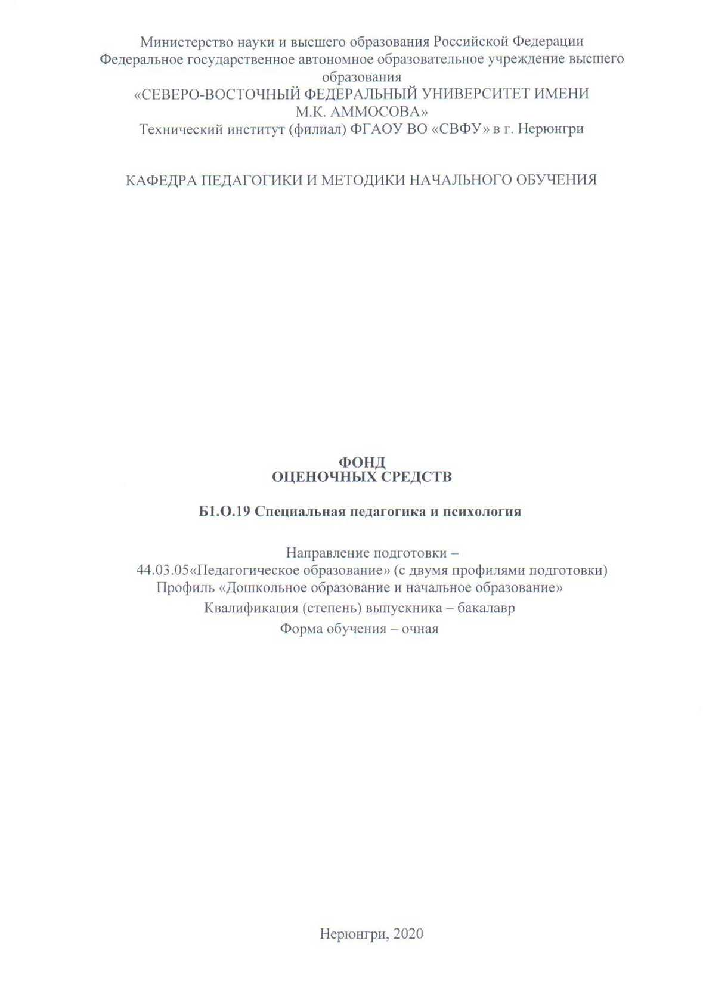 Министерство науки и высшего образования Российской Федерации
Федеральное государственное автономное образовательное учреждение высшего
образования
«СЕВЕРО-ВОСТОЧНЫЙ ФЕДЕРАЛЬНЫЙ УНИВЕРСИТЕТ ИМЕНИ
М.К. АММОСОВА»
Технический институт (филиал) ФГАОУ ВО «СВФУ» в г. Нерюнгри
КАФЕДРА ПЕДАГОГИКИ И МЕТОДИКИ НАЧАЛЬНОГО ОБУЧЕНИЯ
ФОНД
ОЦЕНОЧНЫХ СРЕДСТВ
Б1.О.19 Специальная педагогика и психология
Направление подготовки –
44.03.05«Педагогическое образование» (с двумя профилями подготовки)
Профиль «Дошкольное образование и начальное образование»
Квалификация (степень) выпускника – бакалавр
Форма обучения – очная
Нерюнгри, 2020